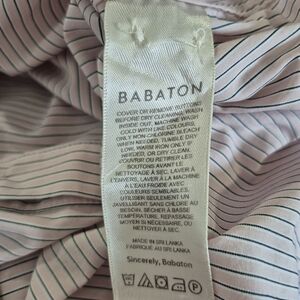 BABATON
COVER OR REMOVE BUTTONS
BEFORE DRY CLEANING. WASH
INSIDE OUT. MACHINE WASH
COLD WITH LIKE COLOURS.
ONLY NON CHLORINE BLEACH
WHEN NEEDED. TUMBLE DRY
LOW. WARM IRON ONLY IF
NEEDED, OR DRY CLEAN.
COUVRIR OU RETIRER LES
BOUTONS AVANT LE
NETTOYAGE À SEC, LAVER À
L'ENVERS, LAVER À LA MACHINE
À L'EAU FROIDE AVEC
COULEURS SEMBLABLES.
UTILISER SEULEMENT UN
JAVELLISANT SANS CHLORE AU
BESOIN. SÉCHER À BASSE
TEMPÉRATURE. REPASSAGE
MOYEN SI NÉCESSAIRE, OU
NETTOYER À SEC.
MADE IN SRI LANKA
FABRIQUÉ AU SRI LANKA
Sincerely, Babaton